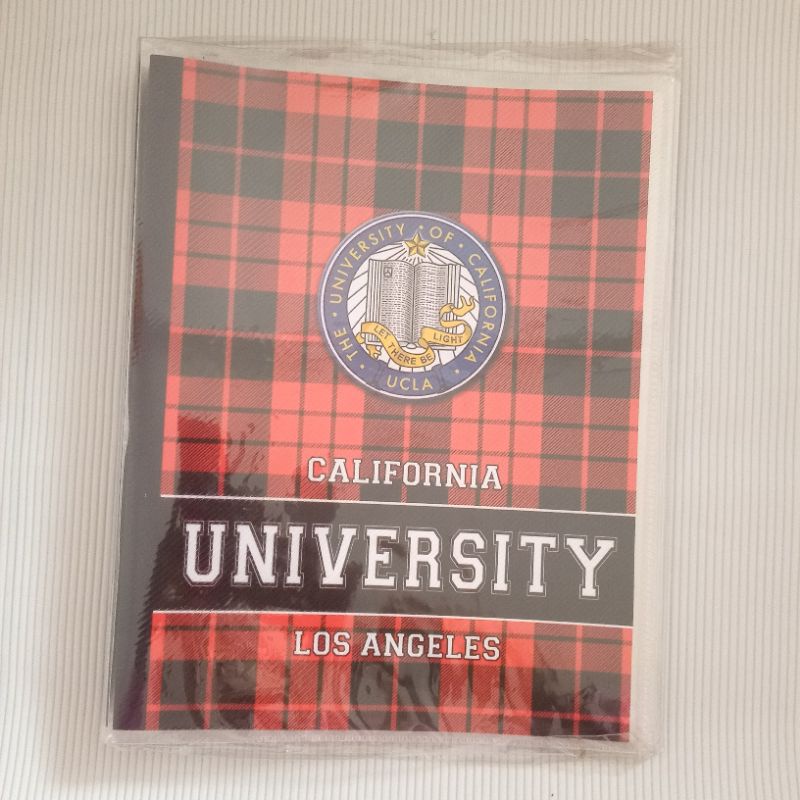 THE · UNIVERSITY · OF · CALIFORNIA ·
LET THERE BE LIGHT
UCLA
CALIFORNIA
UNIVERSITY
LOS ANGELES